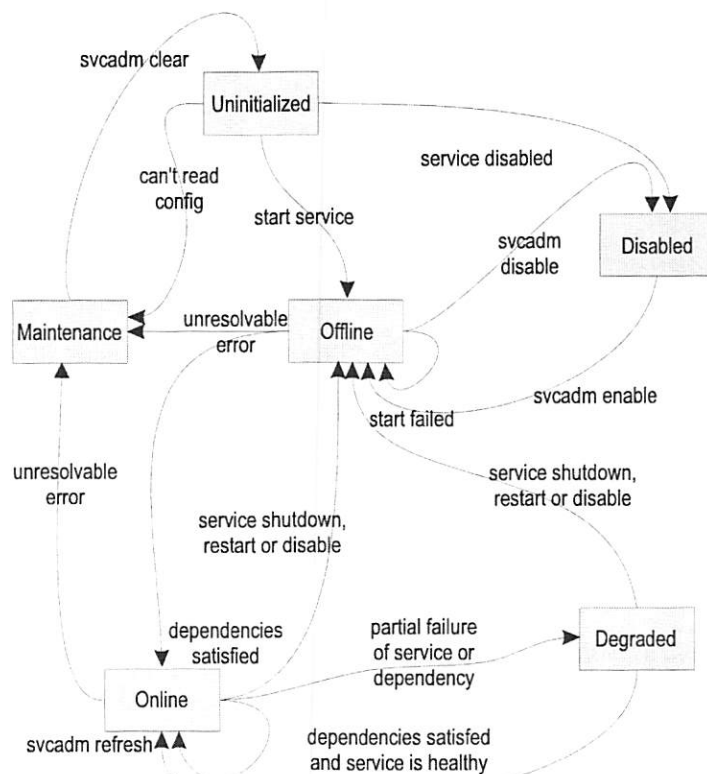 svcadm clear
Uninitialized
service disabled
can't read
config
start service
svcadm
disable
Disabled
Maintenance
unresolvable
error
Offline
start failed
svcadm enable
unresolvable
error
service shutdown,
restart or disable
service shutdown,
restart or disable
dependencies
satisfied
partial failure
of service or
dependency
Degraded
Online
svcadm refresh
dependencies satisfed
and service is healthy